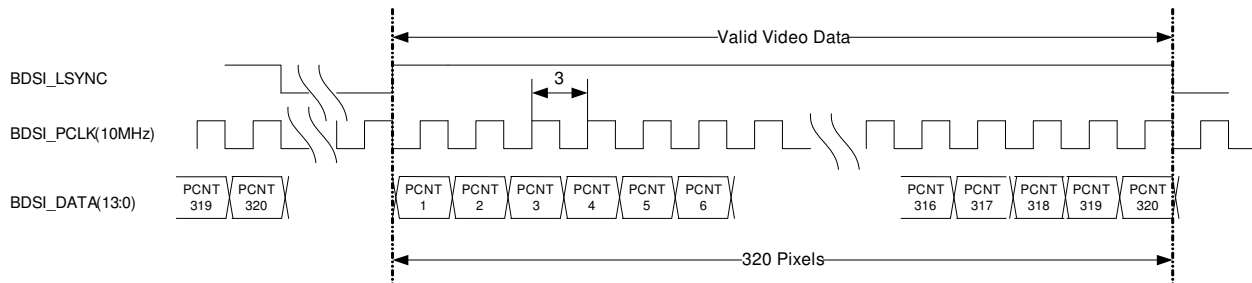 Valid Video Data
BDSI_LSYNC
3
BDSI_PCLK(10MHz)
BDSI_DATA(13:0)
PCNT 319
PCNT 320
PCNT 1
PCNT 2
PCNT 3
PCNT 4
PCNT 5
PCNT 6
PCNT 316
PCNT 317
PCNT 318
PCNT 319
PCNT 320
320 Pixels